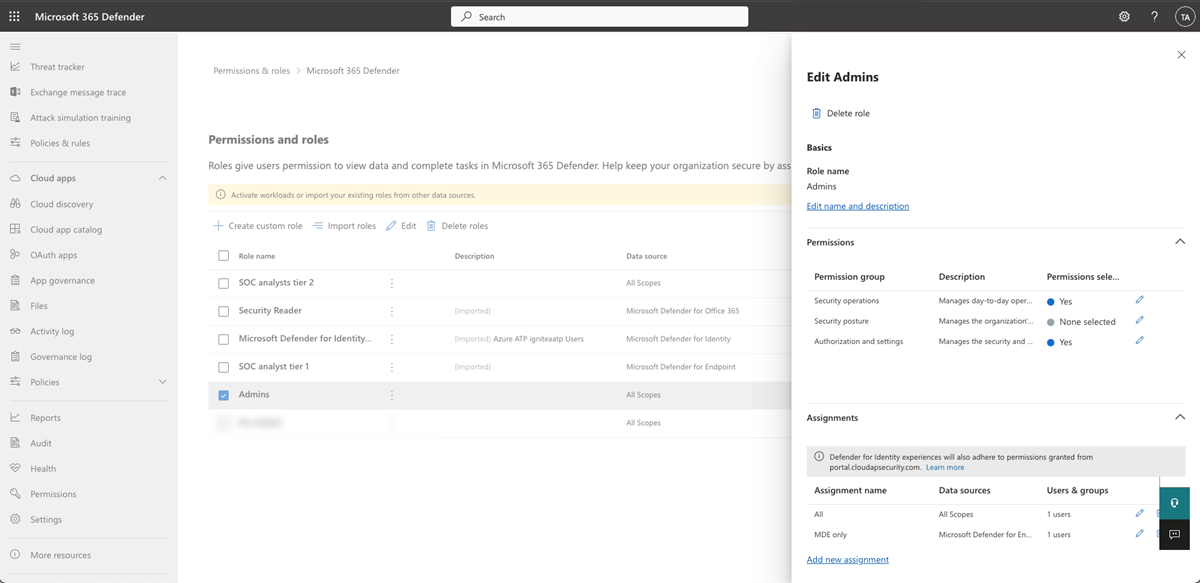 Microsoft 365 Defender
Search
?
TA
Threat tracker
Exchange message trace
Attack simulation training
Policies & rules
Cloud apps
Cloud discovery
Cloud app catalog
OAuth apps
App governance
Files
Activity log
Governance log
Policies
Reports
Audit
Health
Permissions
Settings
More resources
Permissions & roles > Microsoft 365 Defender
Permissions and roles
Roles give users permission to view data and complete tasks in Microsoft 365 Defender. Help keep your organization secure by ass
Activate workloads or import your existing roles from other data sources.
Create custom role Import roles Edit Delete roles
Role name Description Data source
SOC analysts tier 2 All Scopes
Security Reader [Imported] Microsoft Defender for Office 365
Microsoft Defender for Identity... [Imported] Azure ATP igniteaatp Users Microsoft Defender for Identity
SOC analyst tier 1 [Imported] Microsoft Defender for Endpoint
Admins All Scopes
All Scopes
Edit Admins
Delete role
Basics
Role name
Admins
Edit name and description
Permissions
Permission group Description Permissions sele...
Security operations Manages day-to-day oper... Yes
Security posture Manages the organization'... None selected
Authorization and settings Manages the security and ... Yes
Assignments
Defender for Identity experiences will also adhere to permissions granted from
portal.cloudapsecurity.com. Learn more
Assignment name Data sources Users & groups
All All Scopes 1 users
MDE only Microsoft Defender for En... 1 users
Add new assignment